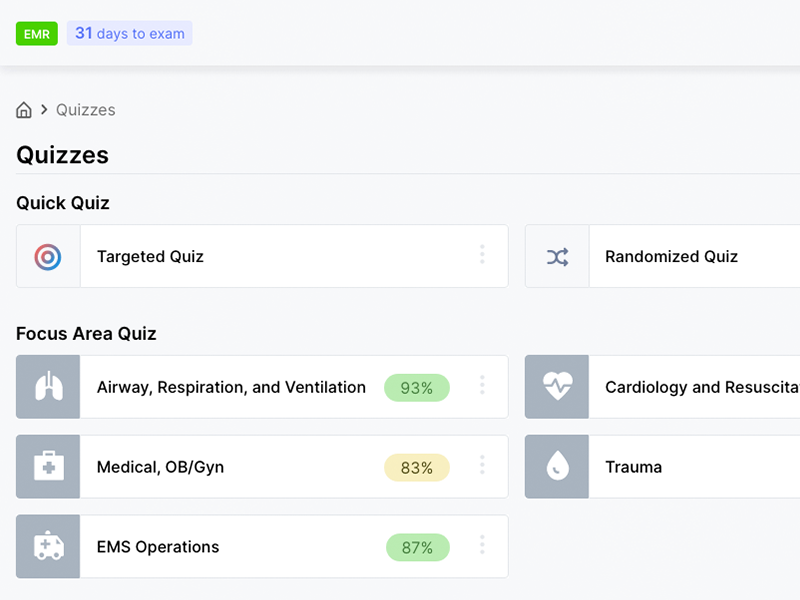 EMR 31 days to exam
Quizzes
Quizzes
Quick Quiz
Targeted Quiz
Randomized Quiz
Focus Area Quiz
Airway, Respiration, and Ventilation 93%
Cardiology and Resuscita
Medical, OB/Gyn 83%
Trauma
EMS Operations 87%